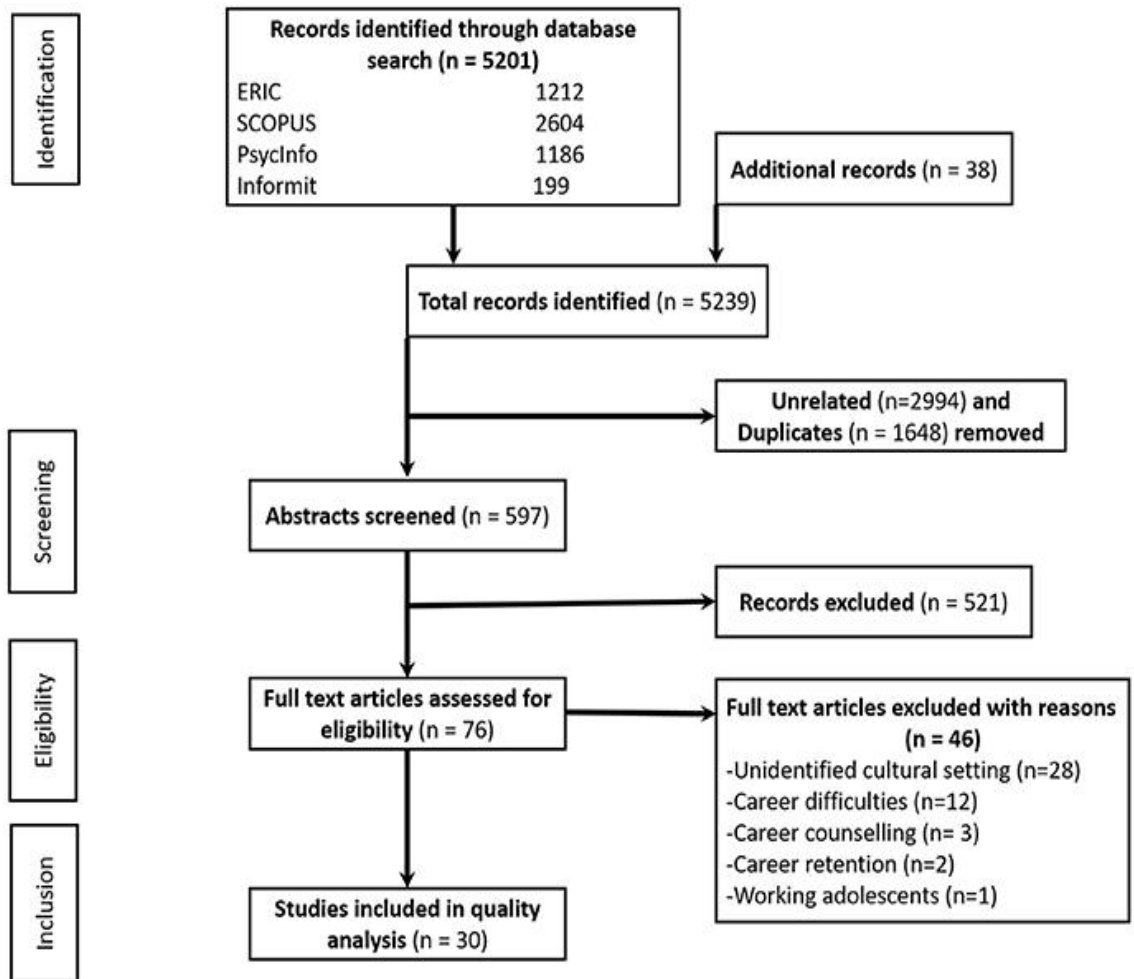 Identification
Records identified through database
search (n = 5201)
ERIC 1212
SCOPUS 2604
PsycInfo 1186
Informit 199
Additional records (n = 38)
Total records identified (n = 5239)
Unrelated (n=2994) and
Duplicates (n = 1648) removed
Screening
Abstracts screened (n = 597)
Records excluded (n = 521)
Eligibility
Full text articles assessed for
eligibility (n = 76)
Full text articles excluded with reasons
(n = 46)
-Unidentified cultural setting (n=28)
-Career difficulties (n=12)
-Career counselling (n= 3)
-Career retention (n=2)
-Working adolescents (n=1)
Inclusion
Studies included in quality
analysis (n = 30)